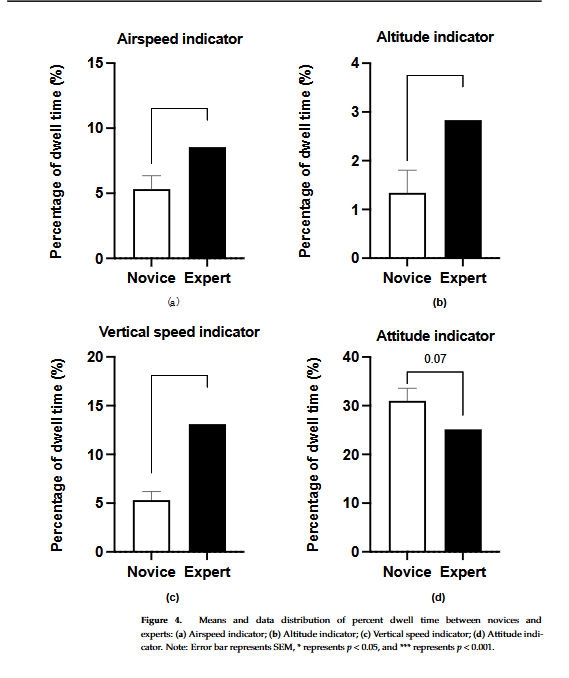 Airspeed indicator
Altitude indicator
Percentage of dwell time (%)
15
10
5
0
Novice Expert
(a)
Percentage of dwell time (%)
4
3
2
1
0
Novice Expert
(b)
Vertical speed indicator
Attitude indicator
Percentage of dwell time (%)
20
15
10
5
0
Novice Expert
(c)
Percentage of dwell time (%)
40
30
20
10
0
0.07
Novice Expert
(d)
Figure 4. Means and data distribution of percent dwell time between novices and
experts: (a) Airspeed indicator; (b) Altitude indicator; (c) Vertical speed indicator; (d) Attitude indi-
cator. Note: Error bar represents SEM, * represents p < 0.05, and *** represents p < 0.001.